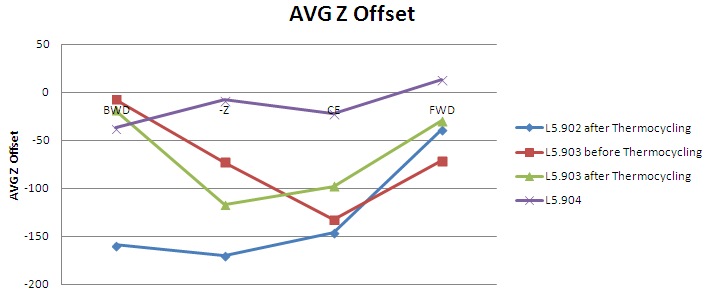 AVG Z Offset
50
0
-50
-100
-150
-200
AVG Z Offset
BWD -Z CE FWD
L5.902 after Thermocycling
L5.903 before Thermocycling
L5.903 after Thermocycling
L5.904